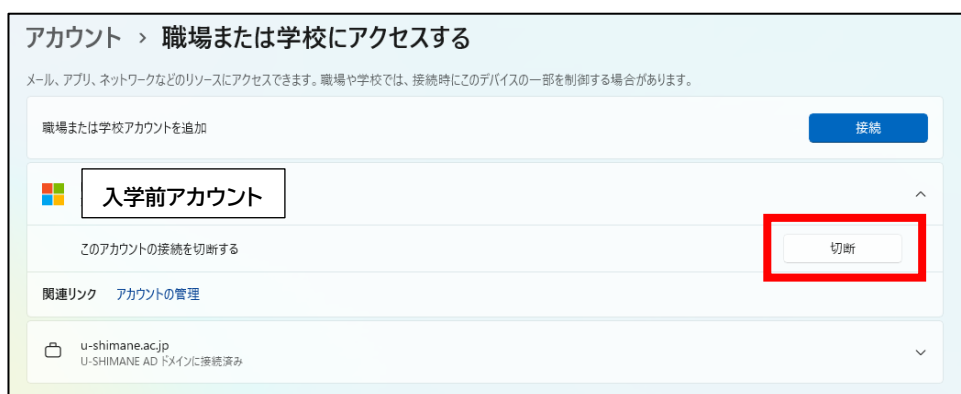 アカウント › 職場または学校にアクセスする
メール、アプリ、ネットワークなどのリソースにアクセスできます。職場や学校では、接続時にこのデバイスの一部を制御する場合があります。
職場または学校アカウントを追加
接続
入学前アカウント
このアカウントの接続を切断する
切断
関連リンク アカウントの管理
u-shimane.ac.jp
U-SHIMANE AD ドメインに接続済み